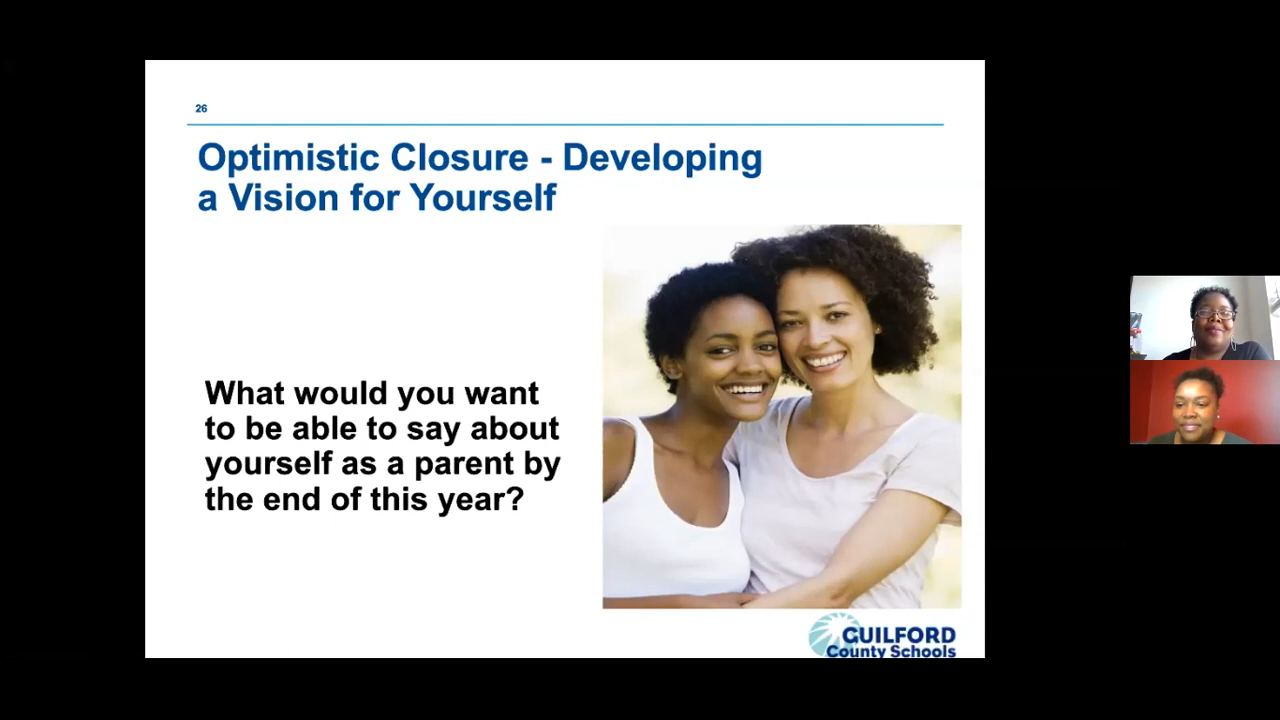 26
Optimistic Closure - Developing
a Vision for Yourself
What would you want
to be able to say about
yourself as a parent by
the end of this year?
GUILFORD
County Schools